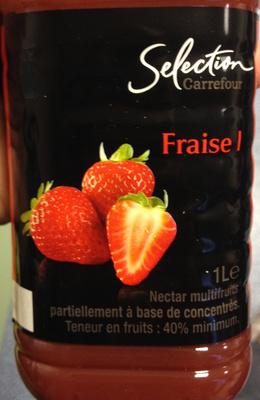 Selection
Carrefour
Fraise
1Le
Nectar multifruits
partiellement à base de concentrés.
Teneur en fruits : 40% minimum.